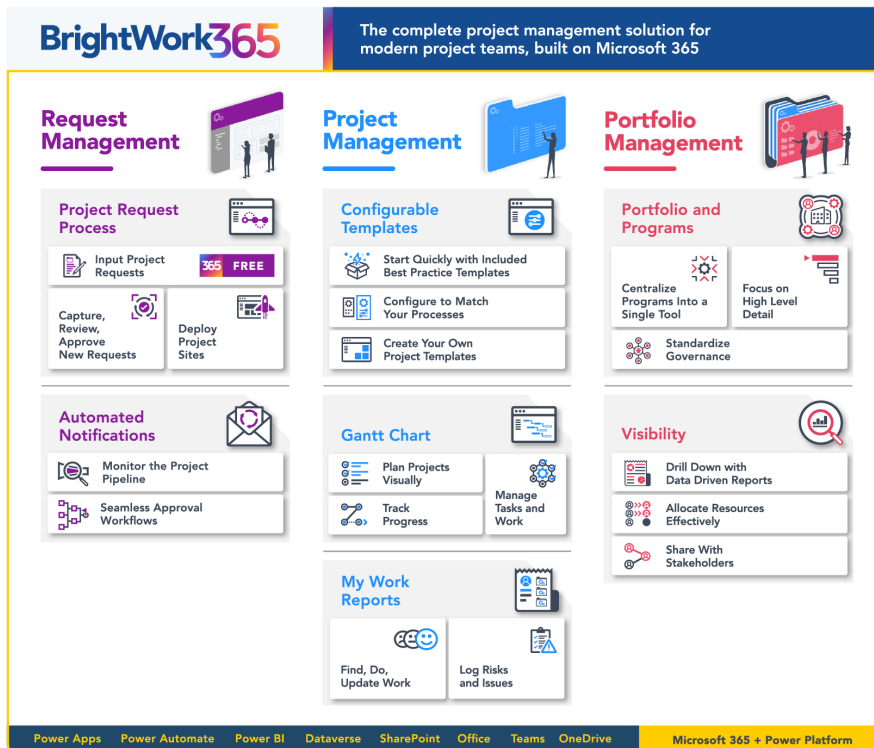 BrightWork365
The complete project management solution for
modern project teams, built on Microsoft 365
Request
Management
Project Request
Process
Input Project
Requests
365 FREE
Capture,
Review,
Approve
New Requests
Deploy
Project
Sites
Automated
Notifications
Monitor the Project
Pipeline
Seamless Approval
Workflows
Project
Management
Configurable
Templates
Start Quickly with Included
Best Practice Templates
Configure to Match
Your Processes
Create Your Own
Project Templates
Gantt Chart
Plan Projects
Visually
Track
Progress
Manage
Tasks and
Work
My Work
Reports
Find, Do,
Update Work
Log Risks
and Issues
Portfolio
Management
Portfolio and
Programs
Centralize
Programs Into a
Single Tool
Focus on
High Level
Detail
Standardize
Governance
Visibility
Drill Down with
Data Driven Reports
Allocate Resources
Effectively
Share With
Stakeholders
Power Apps Power Automate Power BI Dataverse SharePoint Office Teams OneDrive
Microsoft 365 + Power Platform